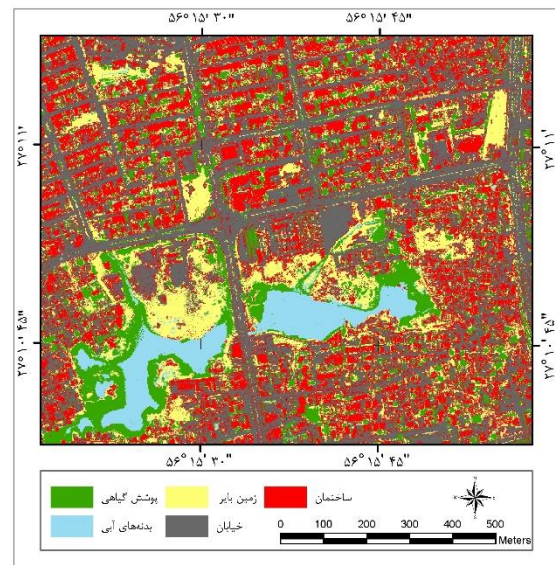 ۵۶° ۱۵' ۳۰" ۵۶° ۱۵' ۴۵"
۲۷° ۱۱' ۲۷° ۱۱'
۲۷° ۱۰' ۴۵" ۲۷° ۱۰' ۴۵"
۵۶° ۱۵' ۳۰" ۵۶° ۱۵' ۴۵"
ساختمان زمین بایر پوشش گیاهی
خیابان بدنه‌های آبی
0 100 200 300 400 500
Meters